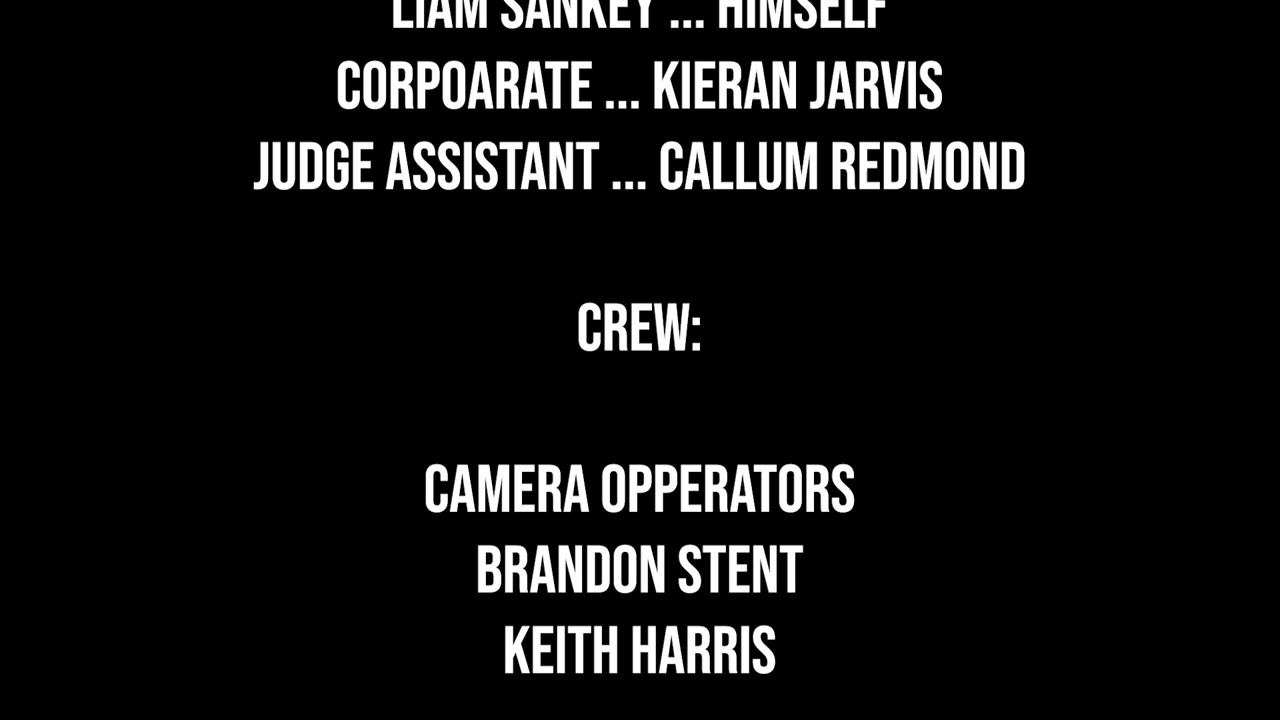 LIAM SANKEY ... HIMSELF
CORPOARATE ... KIERAN JARVIS
JUDGE ASSISTANT ... CALLUM REDMOND
CREW:
CAMERA OPPERATORS
BRANDON STENT
KEITH HARRIS